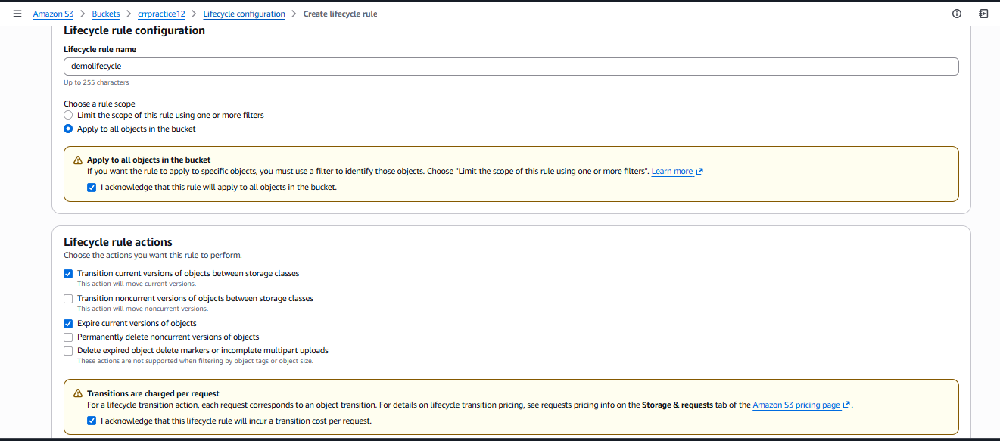 Amazon S3 > Buckets > crrpractice12 > Lifecycle configuration > Create lifecycle rule
Lifecycle rule configuration
Lifecycle rule name
demolifecycle
Up to 255 characters
Choose a rule scope
Limit the scope of this rule using one or more filters
Apply to all objects in the bucket
Apply to all objects in the bucket
If you want the rule to apply to specific objects, you must use a filter to identify those objects. Choose "Limit the scope of this rule using one or more filters". Learn more
I acknowledge that this rule will apply to all objects in the bucket.
Lifecycle rule actions
Choose the actions you want this rule to perform.
Transition current versions of objects between storage classes
This action will move current versions.
Transition noncurrent versions of objects between storage classes
This action will move noncurrent versions.
Expire current versions of objects
Permanently delete noncurrent versions of objects
Delete expired object delete markers or incomplete multipart uploads
These actions are not supported when filtering by object tags or object size.
Transitions are charged per request
For a lifecycle transition action, each request corresponds to an object transition. For details on lifecycle transition pricing, see requests pricing info on the Storage & requests tab of the Amazon S3 pricing page.
I acknowledge that this lifecycle rule will incur a transition cost per request.